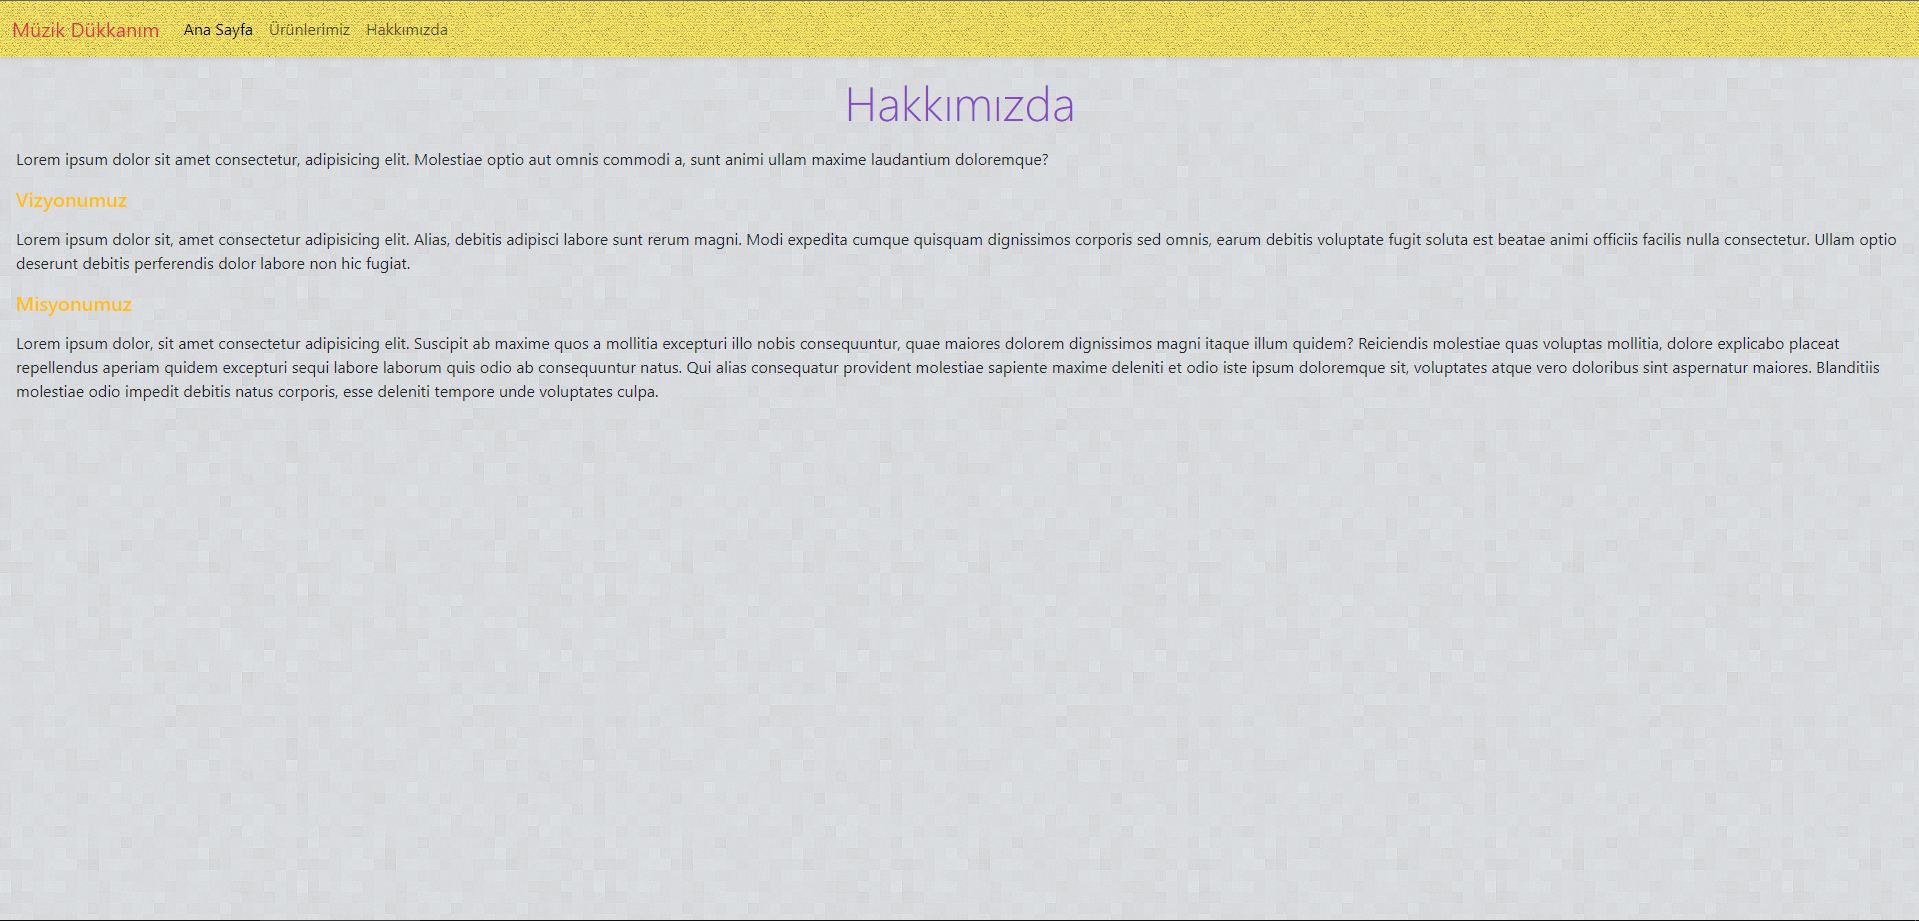 Müzik Dükkanım Ana Sayfa Ürünlerimiz Hakkımızda
Hakkımızda
Lorem ipsum dolor sit amet consectetur, adipisicing elit. Molestiae optio aut omnis commodi a, sunt animi ullam maxime laudantium doloremque?
Vizyonumuz
Lorem ipsum dolor sit, amet consectetur adipisicing elit. Alias, debitis adipisci labore sunt rerum magni. Modi expedita cumque quisquam dignissimos corporis sed omnis, earum debitis voluptate fugit soluta est beatae animi officiis facilis nulla consectetur. Ullam optio
deserunt debitis perferendis dolor labore non hic fugiat.
Misyonumuz
Lorem ipsum dolor, sit amet consectetur adipisicing elit. Suscipit ab maxime quos a mollitia excepturi illo nobis consequuntur, quae maiores dolorem dignissimos magni itaque illum quidem? Reiciendis molestiae quas voluptas mollitia, dolore explicabo placeat
repellendus aperiam quidem excepturi sequi labore laborum quis odio ab consequuntur natus. Qui alias consequatur provident molestiae sapiente maxime deleniti et odio iste ipsum doloremque sit, voluptates atque vero doloribus sint aspernatur maiores. Blanditiis
molestiae odio impedit debitis natus corporis, esse deleniti tempore unde voluptates culpa.